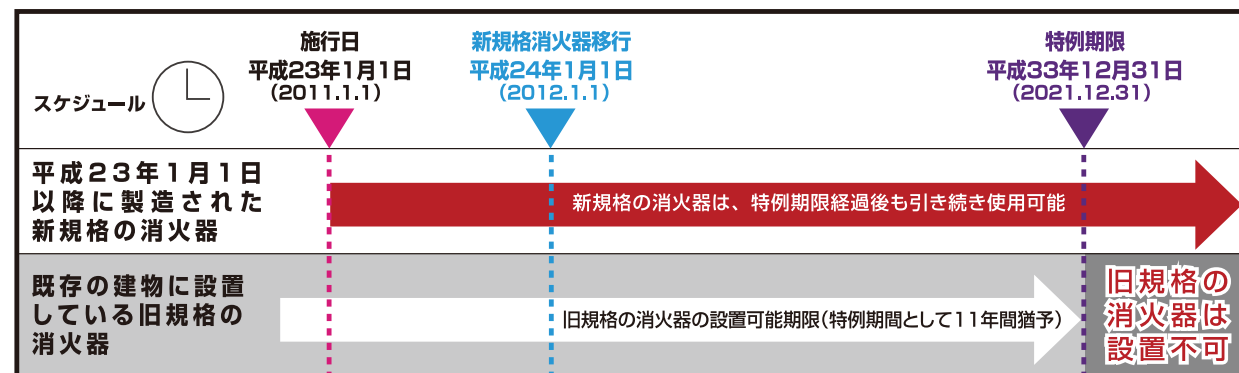 施行日
平成23年1月1日
(2011.1.1)
新規格消火器移行
平成24年1月1日
(2012.1.1)
特例期限
平成33年12月31日
(2021.12.31)
スケジュール
平成23年1月1日
以降に製造された
新規格の消火器
新規格の消火器は、特例期限経過後も引き続き使用可能
既存の建物に設置
している旧規格の
消火器
旧規格の消火器の設置可能期限(特例期間として11年間猶予)
旧規格の
消火器は
設置不可